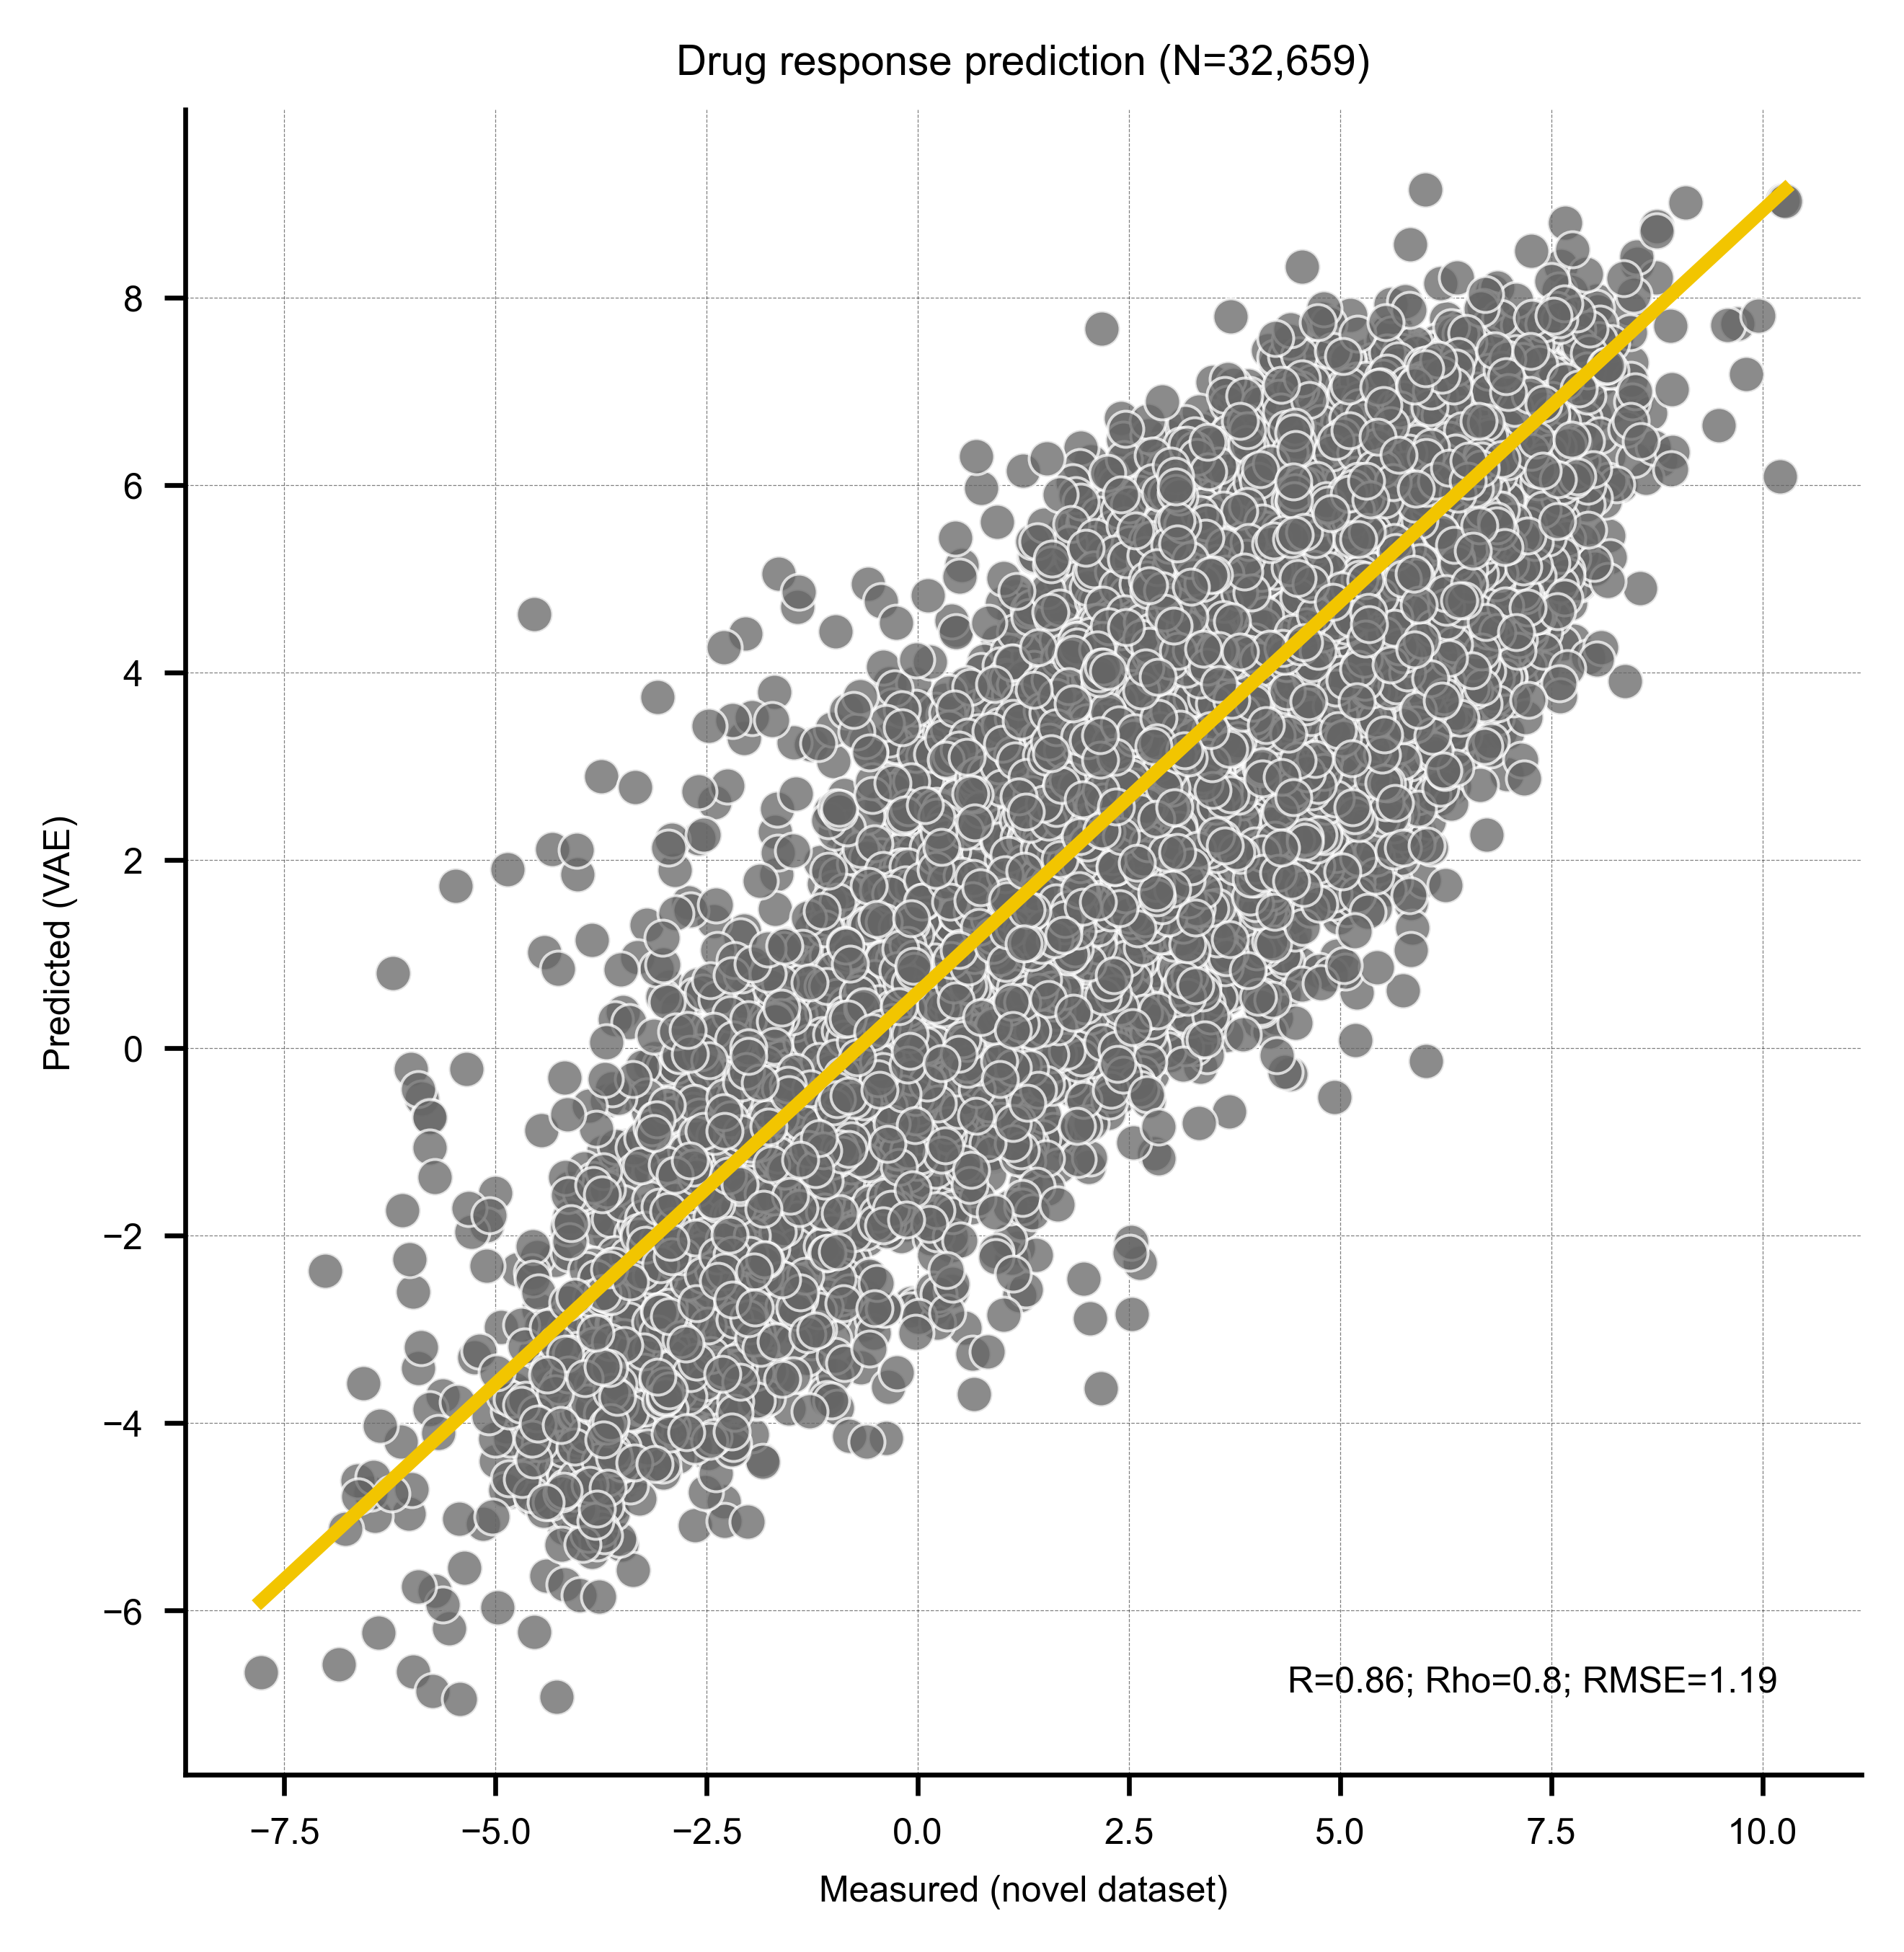 Drug response prediction (N=32,659)
Predicted (VAE)
8
6
4
2
0
−2
−4
−6
R=0.86; Rho=0.8; RMSE=1.19
−7.5 −5.0 −2.5 0.0 2.5 5.0 7.5 10.0
Measured (novel dataset)